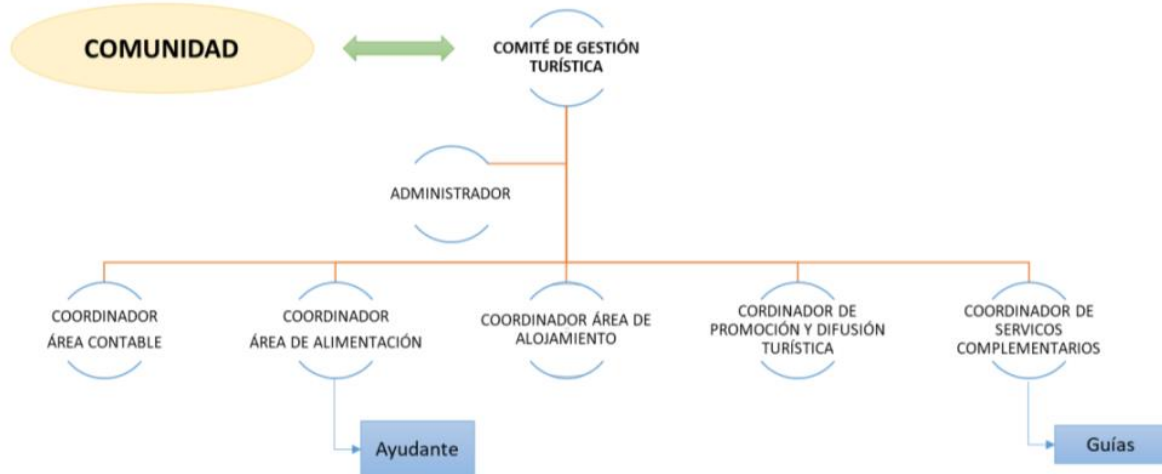 COMUNIDAD
COMITÉ DE GESTIÓN
TURÍSTICA
ADMINISTRADOR
COORDINADOR
ÁREA CONTABLE
COORDINADOR
ÁREA DE ALIMENTACIÓN
COORDINADOR ÁREA DE
ALOJAMIENTO
CORDINADOR DE
PROMOCIÓN Y DIFUSIÓN
TURÍSTICA
COORDINADOR DE
SERVICOS
COMPLEMENTARIOS
Ayudante
Guías